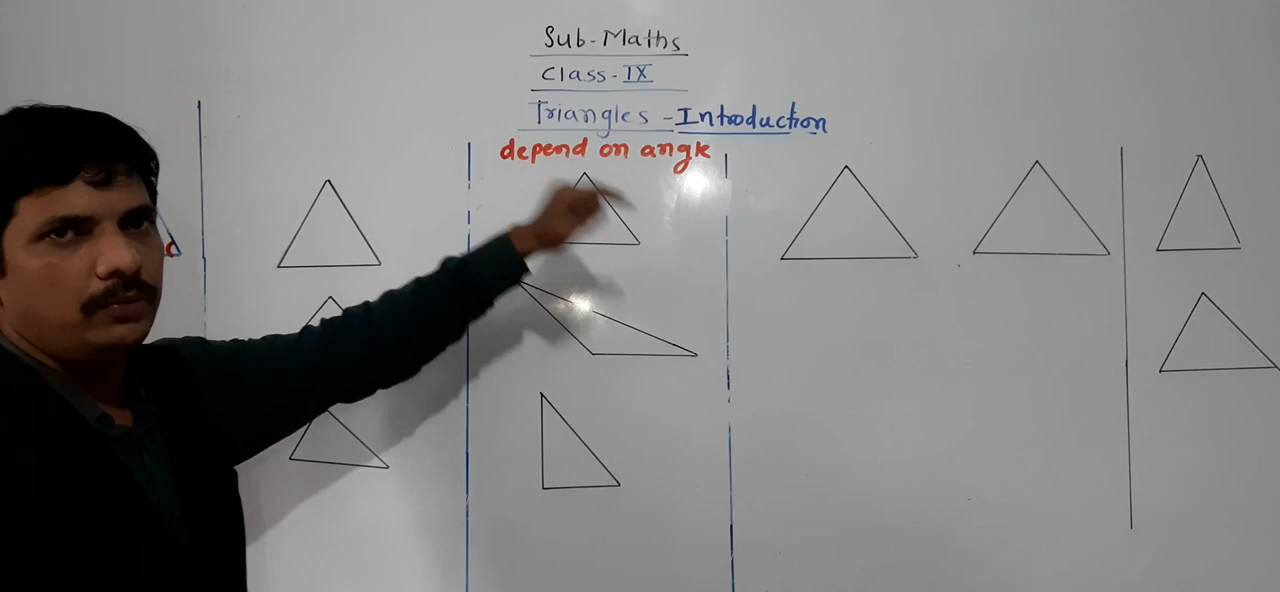 Sub-Maths
Class-IX
Triangles-Introduction
depend on angle
C